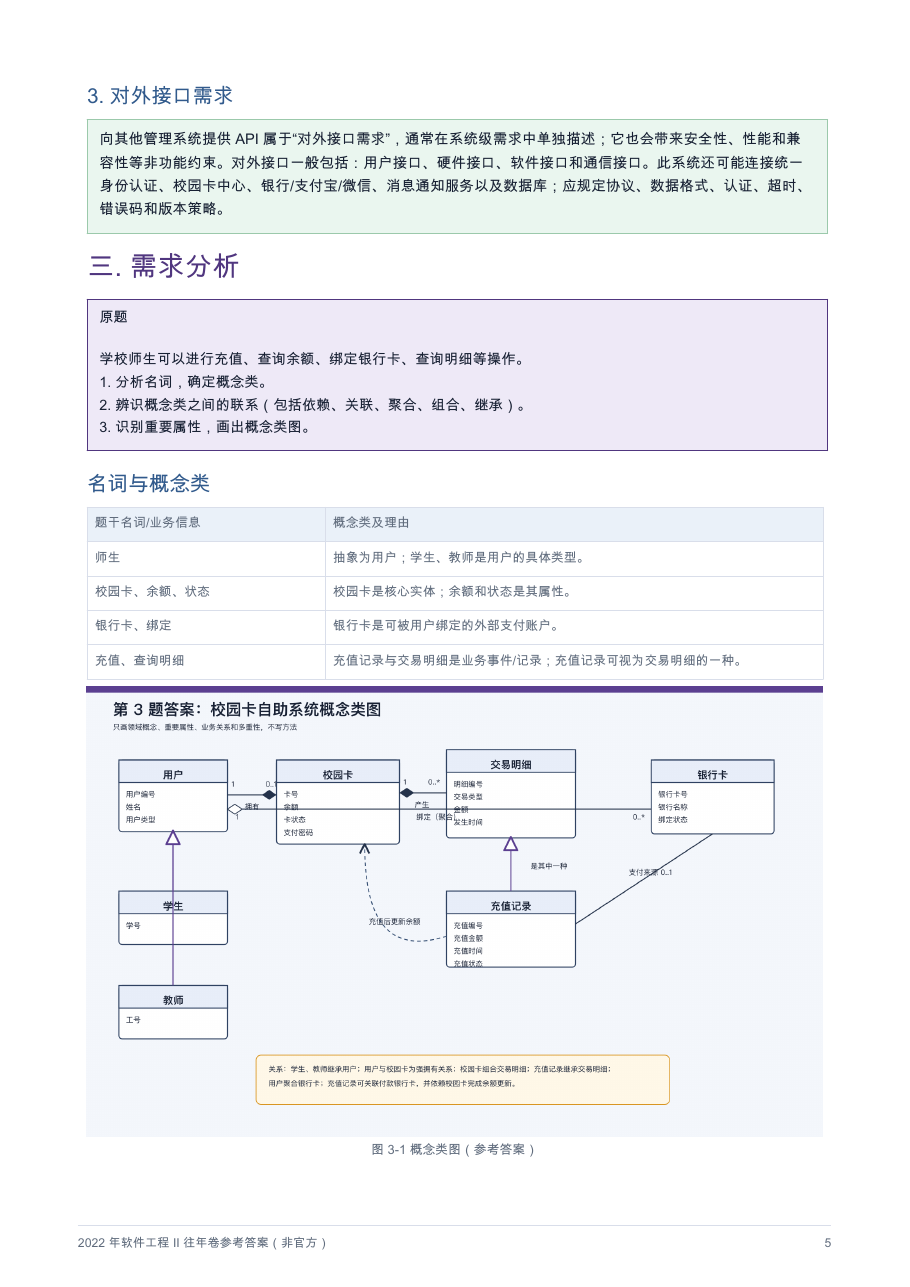 3. 对外接口需求
向其他管理系统提供 API 属于“对外接口需求”，通常在系统级需求中单独描述；它也会带来安全性、性能和兼
容性等非功能约束。对外接口一般包括：用户接口、硬件接口、软件接口和通信接口。此系统还可能连接统一
身份认证、校园卡中心、银行/支付宝/微信、消息通知服务以及数据库；应规定协议、数据格式、认证、超时、
错误码和版本策略。
三. 需求分析
原题
学校师生可以进行充值、查询余额、绑定银行卡、查询明细等操作。
1. 分析名词，确定概念类。
2. 辨识概念类之间的联系（包括依赖、关联、聚合、组合、继承）。
3. 识别重要属性，画出概念类图。
名词与概念类
题干名词/业务信息 概念类及理由
师生 抽象为用户；学生、教师是用户的具体类型。
校园卡、余额、状态 校园卡是核心实体；余额和状态是其属性。
银行卡、绑定 银行卡是可被用户绑定的外部支付账户。
充值、查询明细 充值记录与交易明细是业务事件/记录；充值记录可视为交易明细的一种。
第 3 题答案：校园卡自助系统概念类图
只画领域概念、重要属性、业务关系和多重性，不写方法
用户
用户编号
姓名
用户类型
1
拥有
1
校园卡
卡号
余额
卡状态
支付密码
1
0..*
产生
绑定（聚合）
交易明细
明细编号
交易类型
金额
发生时间
0..*
银行卡
银行卡号
银行名称
绑定状态
是其中一种
支付来源 0..1
学生
学号
充值后更新余额
充值记录
充值编号
充值金额
充值时间
充值状态
教师
工号
关系：学生、教师继承用户；用户与校园卡为强拥有关系；校园卡组合交易明细；充值记录继承交易明细；
用户聚合银行卡；充值记录可关联付款银行卡，并依赖校园卡完成余额更新。
图 3-1 概念类图（参考答案）
2022 年软件工程 II 往年卷参考答案（非官方） 5